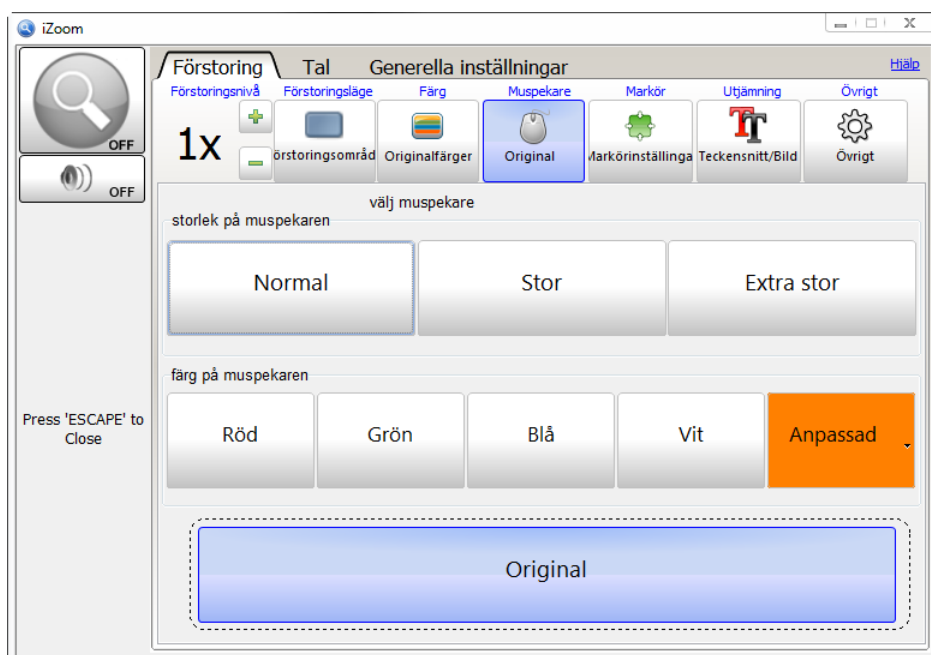 iZoom
OFF
OFF
Press 'ESCAPE' to
Close
Förstoring Tal Generella inställningar Hjälp
Förstoringsnivå Förstoringsläge Färg Muspekare Markör Utjämning Övrigt
1x
örstoringsområd Originalfärger Original Markörinställinga Teckensnitt/Bild Övrigt
välj muspekare
storlek på muspekaren
Normal Stor Extra stor
färg på muspekaren
Röd Grön Blå Vit Anpassad
Original